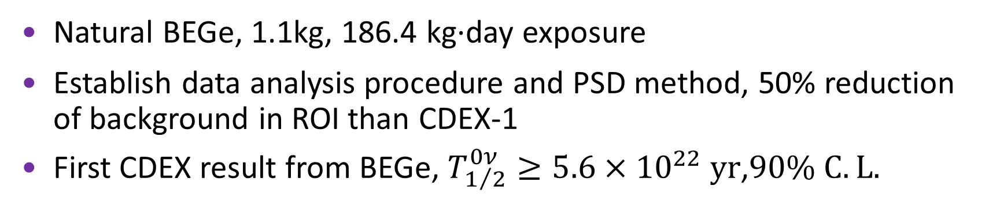 • Natural BEGe, 1.1kg, 186.4 kg·day exposure
• Establish data analysis procedure and PSD method, 50% reduction
of background in ROI than CDEX-1
• First CDEX result from BEGe, $T_{1/2}^{0\nu} \geq 5.6 \times 10^{22}$ yr,90% C. L.